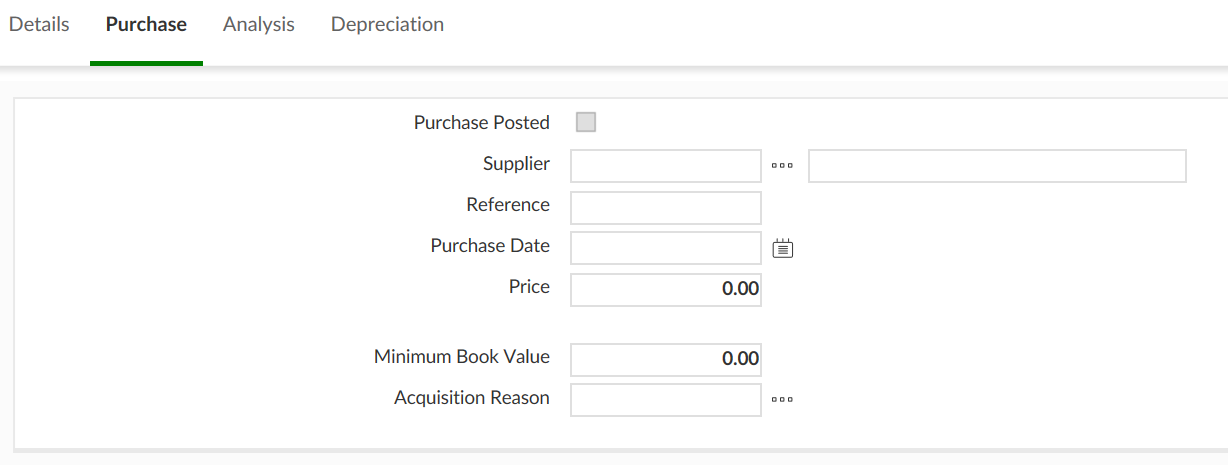 Details Purchase Analysis Depreciation
Purchase Posted
Supplier
Reference
Purchase Date
Price 0.00
Minimum Book Value 0.00
Acquisition Reason